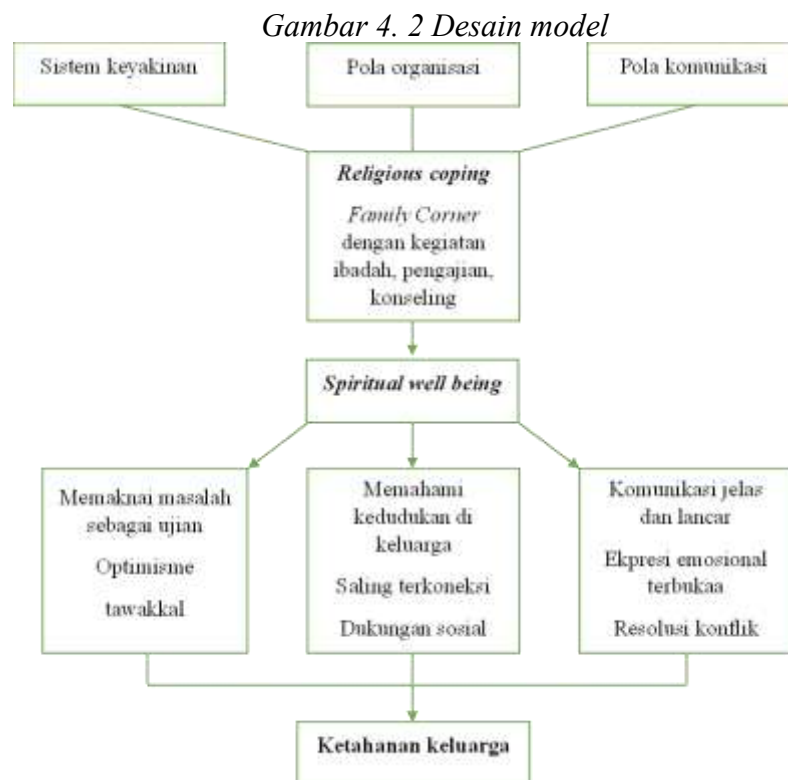 Gambar 4. 2 Desain model
Sistem keyakinan
Pola organisasi
Pola komunikasi
Religious coping
Family Corner
dengan kegiatan
ibadah, pengajian,
konseling
Spiritual well being
Memaknai masalah
sebagai ujian
Optimisme
tawakkal
Memahami
kedudukan di
keluarga
Saling terkoneksi
Dukungan sosial
Komunikasi jelas
dan lancar
Ekpresi emosional
terbukaa
Resolusi konflik
Ketahanan keluarga